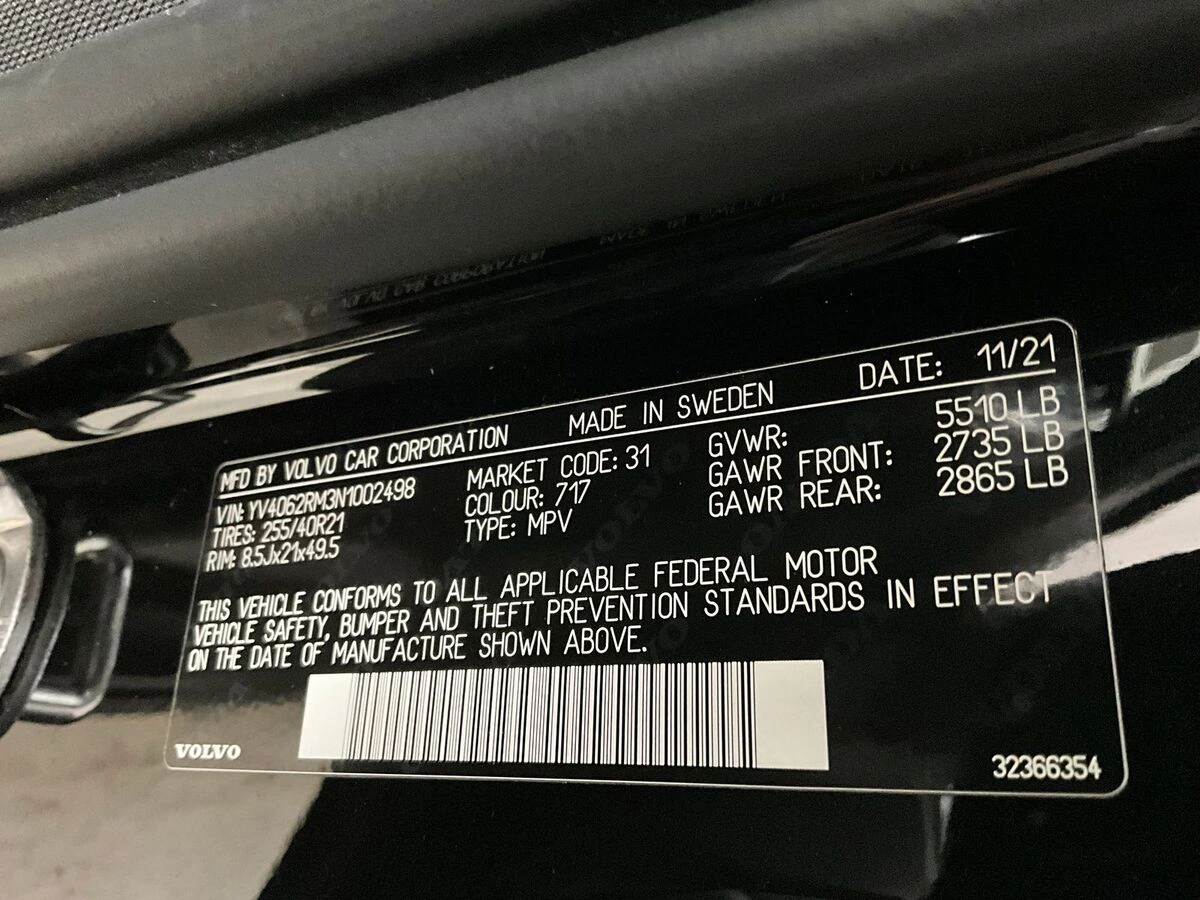 MFD BY VOLVO CAR CORPORATION MADE IN SWEDEN DATE: 11/21
VIN: YV4062RM3N1002498 MARKET CODE: 31 GVWR: 5510 LB
TIRES: 255/40R21 COLOUR: 717 GAWR FRONT: 2735 LB
RIM: 8.5Jx21x49.5 TYPE: MPV GAWR REAR: 2865 LB
THIS VEHICLE CONFORMS TO ALL APPLICABLE FEDERAL MOTOR
VEHICLE SAFETY, BUMPER AND THEFT PREVENTION STANDARDS IN EFFECT
ON THE DATE OF MANUFACTURE SHOWN ABOVE.
VOLVO 32366354